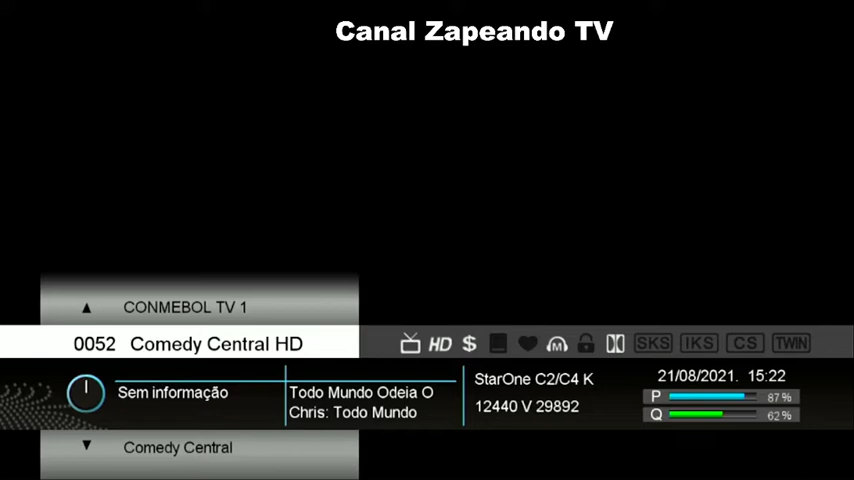 Canal Zapeando TV
CONMEBOL TV 1
0052 Comedy Central HD
HD $ M SKS IKS CS TWIN
Sem informação
Todo Mundo Odeia O
Chris: Todo Mundo
StarOne C2/C4 K
12440 V 29892
21/08/2021. 15:22
P 87%
Q 62%
Comedy Central